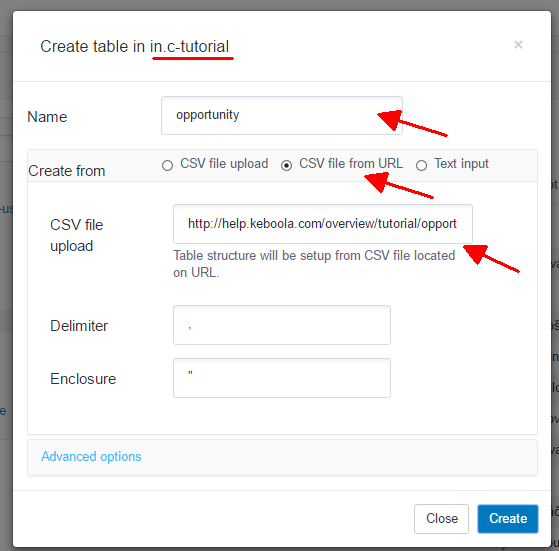 Create table in in.c-tutorial
×
Name
opportunity
Create from
CSV file upload
CSV file from URL
Text input
CSV file upload
http://help.keboola.com/overview/tutorial/opport
Table structure will be setup from CSV file located
on URL.
Delimiter
,
Enclosure
"
Advanced options
Close
Create